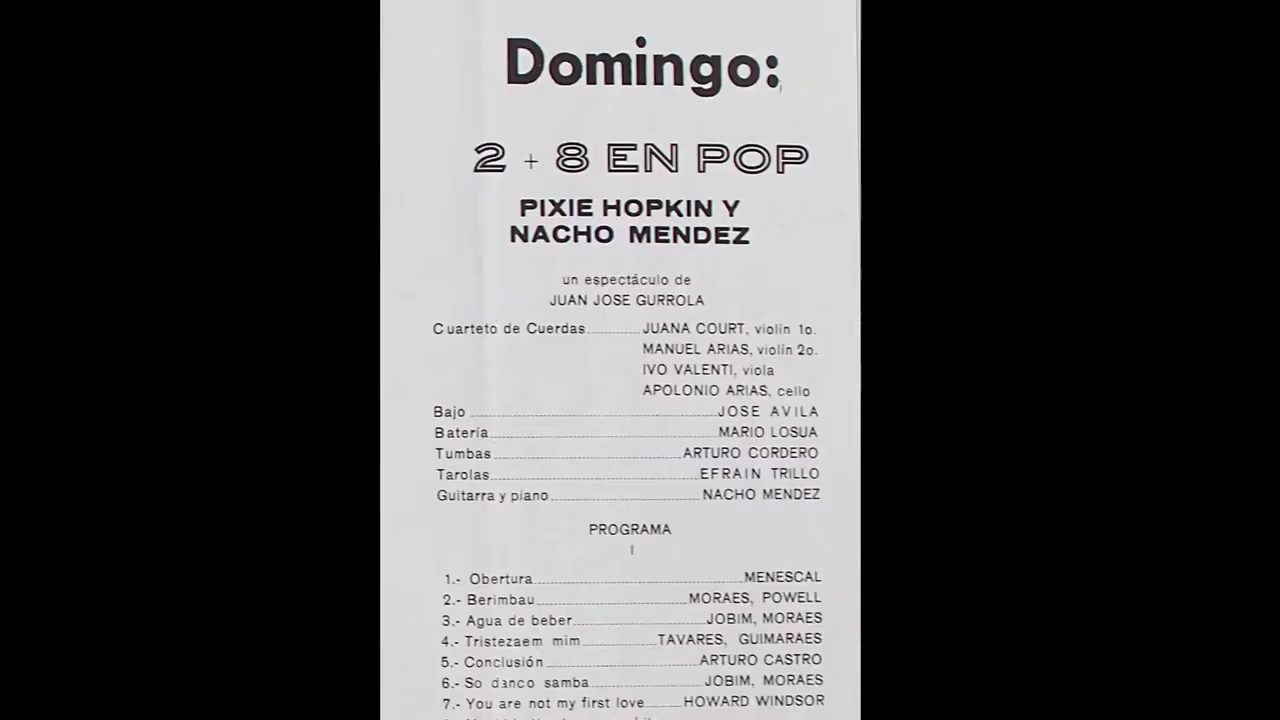 Domingo:
2 + 8 EN POP
PIXIE HOPKIN Y
NACHO MENDEZ
un espectáculo de
JUAN JOSE GURROLA
Cuarteto de Cuerdas JUANA COURT, violín 1o.
MANUEL ARIAS, violín 2o.
IVO VALENTI, viola
APOLONIO ARIAS, cello
Bajo JOSE AVILA
Batería MARIO LOSUA
Tumbas ARTURO CORDERO
Tarolas EFRAIN TRILLO
Guitarra y piano NACHO MENDEZ
PROGRAMA
I
1.- Obertura MENESCAL
2.- Berimbau MORAES, POWELL
3.- Agua de beber JOBIM, MORAES
4.- Tristezaem mim TAVARES, GUIMARAES
5.- Conclusión ARTURO CASTRO
6.- So danco samba JOBIM, MORAES
7.- You are not my first love HOWARD WINDSOR